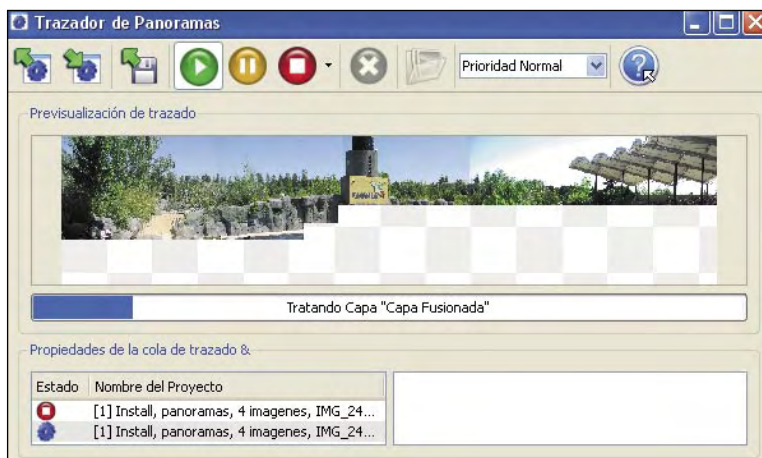 Trazador de Panoramas
Prioridad Normal
Previsualización de trazado
Tratando Capa "Capa Fusionada"
Propiedades de la cola de trazado &
Estado Nombre del Proyecto
[1] Install, panoramas, 4 imagenes, IMG_24...
[1] Install, panoramas, 4 imagenes, IMG_24...